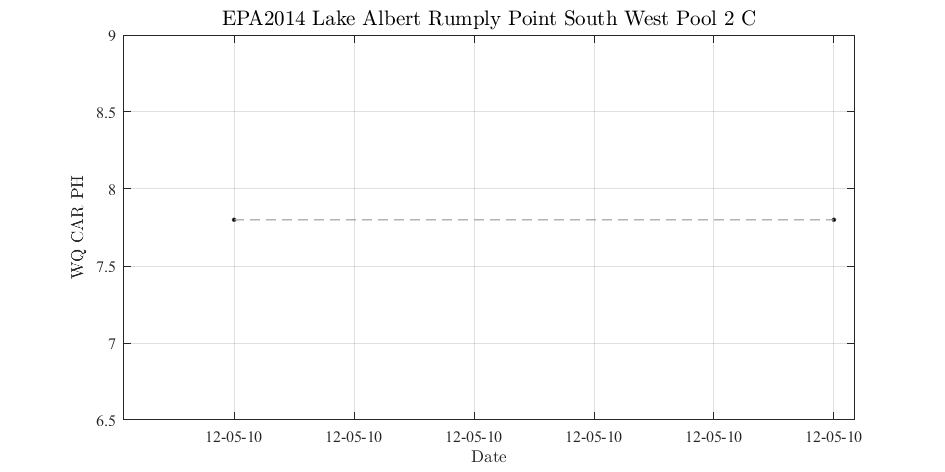 EPA2014 Lake Albert Rumply Point South West Pool 2 C
9
8.5
8
7.5
7
6.5
WQ CAR PH
12-05-10 12-05-10 12-05-10 12-05-10 12-05-10 12-05-10
Date